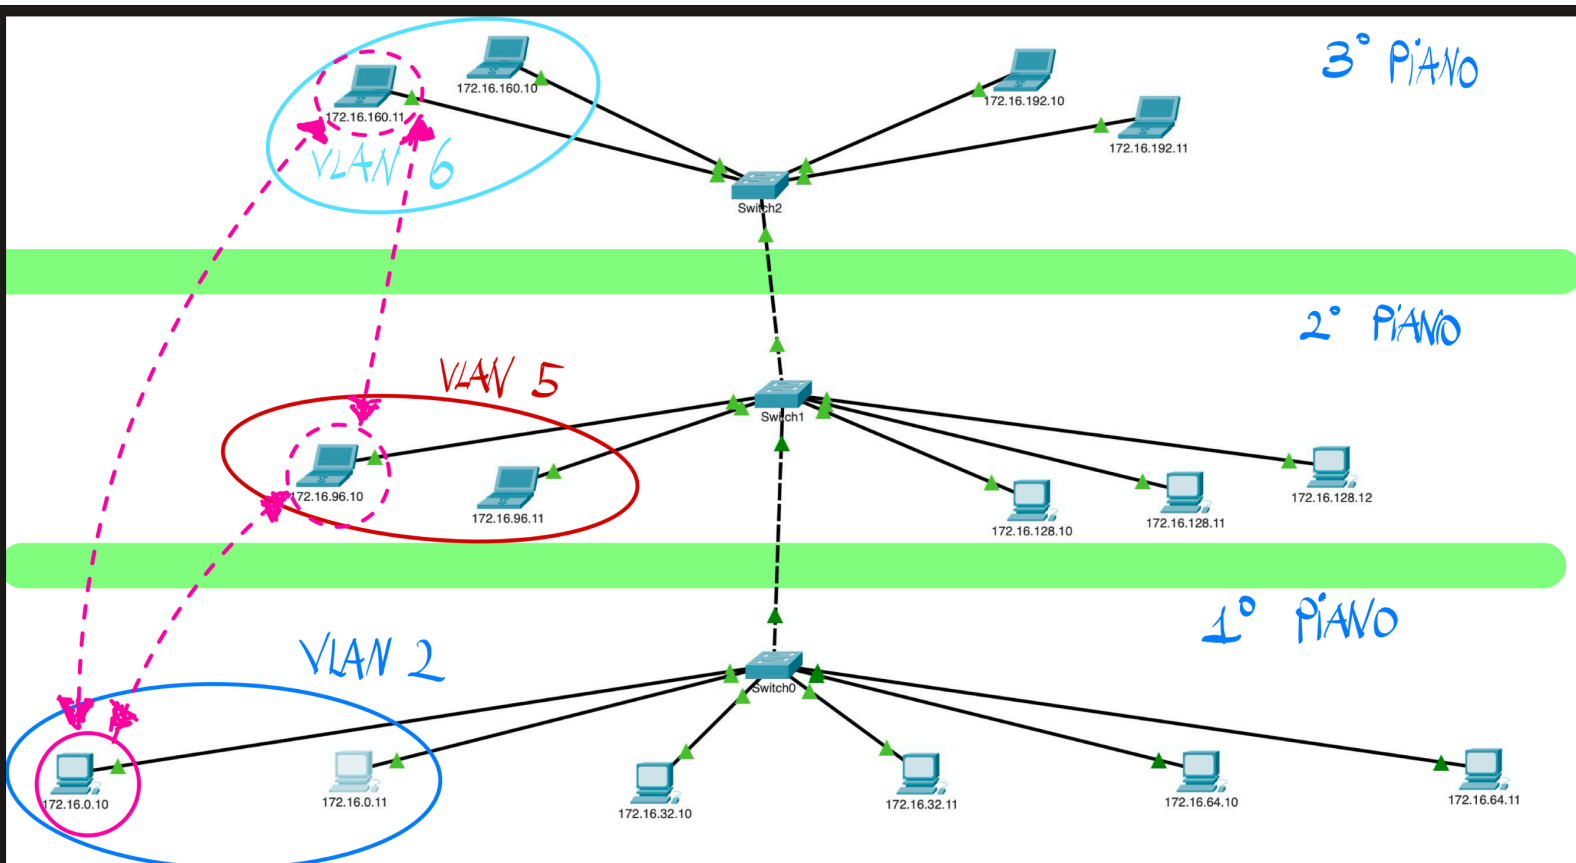 3° PiANO
172.16.160.10
172.16.160.11
172.16.192.10
172.16.192.11
VLAN 6
Switch2
2° PiANO
VLAN 5
Switch1
172.16.96.10
172.16.96.11
172.16.128.10
172.16.128.11
172.16.128.12
1° PiANO
VLAN 2
Switch0
172.16.0.10
172.16.0.11
172.16.32.10
172.16.32.11
172.16.64.10
172.16.64.11